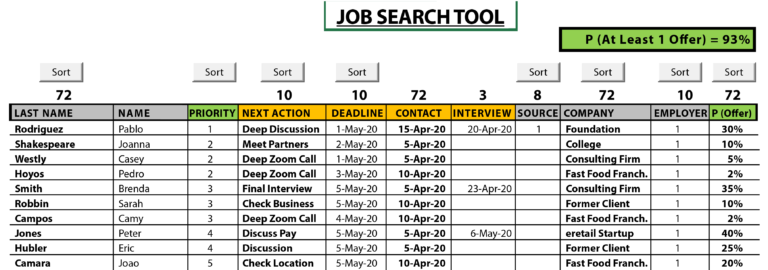 JOB SEARCH TOOL
P (At Least 1 Offer) = 93%
Sort Sort Sort Sort Sort Sort Sort Sort
72 10 10 72 3 8 72 10 72
LAST NAME NAME PRIORITY NEXT ACTION DEADLINE CONTACT INTERVIEW SOURCE COMPANY EMPLOYER P (Offer)
Rodriguez Pablo 1 Deep Discussion 1-May-20 15-Apr-20 20-Apr-20 1 Foundation 1 30%
Shakespeare Joanna 2 Meet Partners 2-May-20 5-Apr-20 College 1 10%
Westly Casey 2 Deep Zoom Call 1-May-20 5-Apr-20 Consulting Firm 1 5%
Hoyos Pedro 2 Deep Zoom Call 3-May-20 10-Apr-20 Fast Food Franch. 1 2%
Smith Brenda 3 Final Interview 5-May-20 5-Apr-20 23-Apr-20 Consulting Firm 1 35%
Robbin Sarah 3 Check Business 5-May-20 10-Apr-20 Former Client 1 10%
Campos Camy 3 Deep Zoom Call 4-May-20 10-Apr-20 Fast Food Franch. 1 2%
Jones Peter 4 Discuss Pay 5-May-20 5-Apr-20 6-May-20 eretail Startup 1 40%
Hubler Eric 4 Discussion 5-May-20 5-Apr-20 Former Client 1 25%
Camara Joao 5 Check Location 5-May-20 10-Apr-20 Fast Food Franch. 1 20%